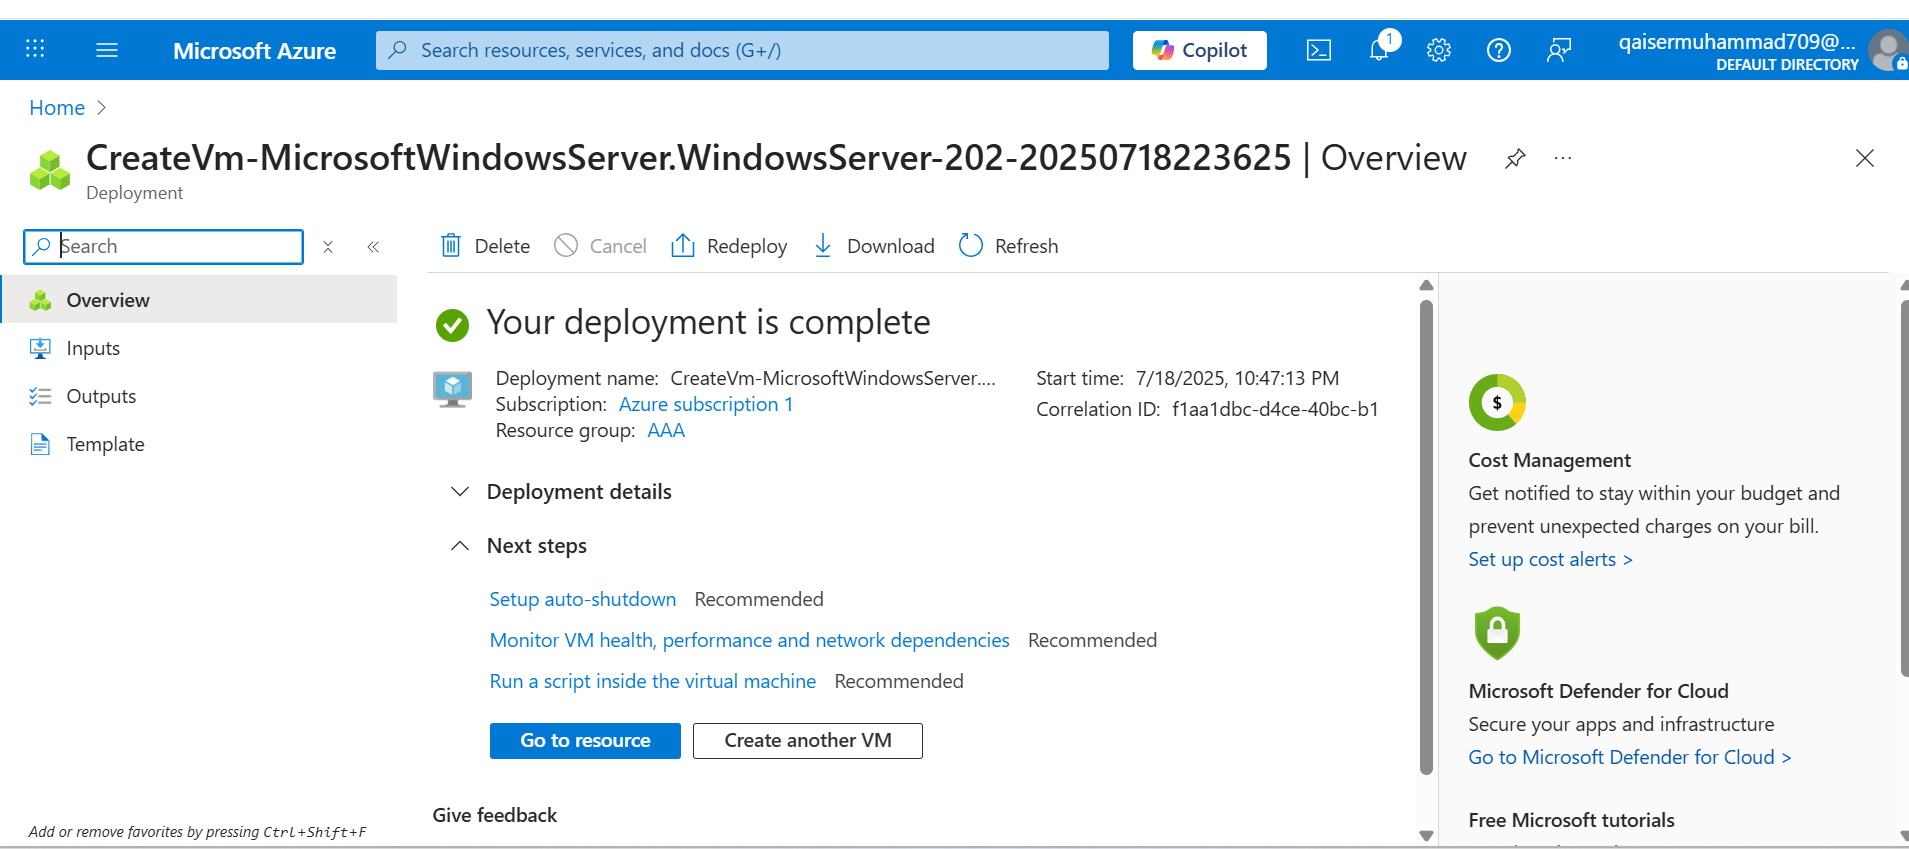 Microsoft Azure
Search resources, services, and docs (G+/)
Copilot
1
qaisermuhammad709@...
DEFAULT DIRECTORY
Home
CreateVm-MicrosoftWindowsServer.WindowsServer-202-20250718223625 | Overview
Deployment
Search
Delete
Cancel
Redeploy
Download
Refresh
Overview
Inputs
Outputs
Template
Add or remove favorites by pressing Ctrl+Shift+F
Your deployment is complete
Deployment name: CreateVm-MicrosoftWindowsServer....
Subscription: Azure subscription 1
Resource group: AAA
Start time: 7/18/2025, 10:47:13 PM
Correlation ID: f1aa1dbc-d4ce-40bc-b1
Deployment details
Next steps
Setup auto-shutdown Recommended
Monitor VM health, performance and network dependencies Recommended
Run a script inside the virtual machine Recommended
Go to resource
Create another VM
Give feedback
$
Cost Management
Get notified to stay within your budget and
prevent unexpected charges on your bill.
Set up cost alerts >
Microsoft Defender for Cloud
Secure your apps and infrastructure
Go to Microsoft Defender for Cloud >
Free Microsoft tutorials